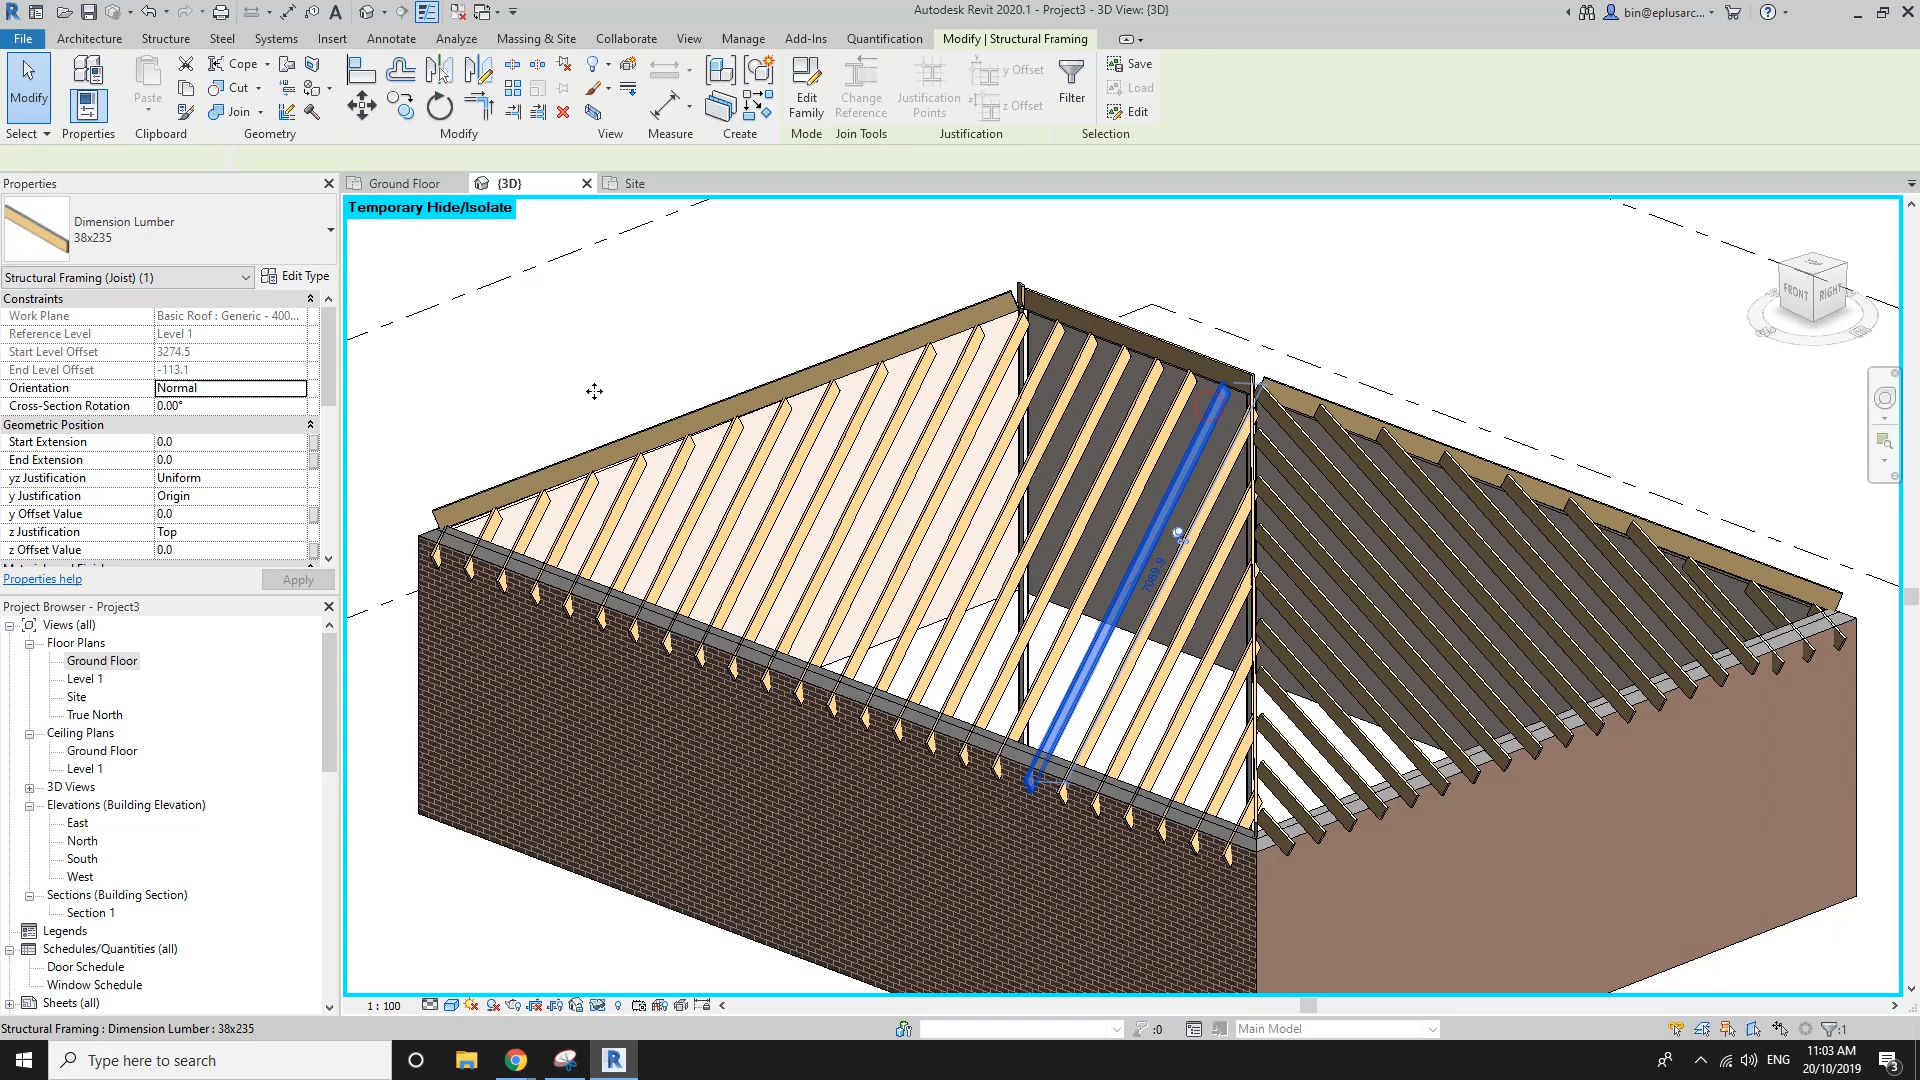 Autodesk Revit 2020.1 - Project3 - 3D View: {3D}
bin@eplusarc...
File Architecture Structure Steel Systems Insert Annotate Analyze Massing & Site Collaborate View Manage Add-Ins Quantification Modify | Structural Framing
Modify
Paste
Cope
Cut
Join
Edit Family
Change Reference
Justification Points
y Offset
z Offset
Filter
Save
Load
Edit
Select Properties Clipboard Geometry Modify View Measure Create Mode Join Tools Justification Selection
Properties
Ground Floor
{3D}
Site
Temporary Hide/Isolate
Dimension Lumber
38x235
Structural Framing (Joist) (1)
Edit Type
Constraints
Work Plane Basic Roof : Generic - 400...
Reference Level Level 1
Start Level Offset 3274.5
End Level Offset -113.1
Orientation Normal
Cross-Section Rotation 0.00°
Geometric Position
Start Extension 0.0
End Extension 0.0
yz Justification Uniform
y Justification Origin
y Offset Value 0.0
z Justification Top
z Offset Value 0.0
Properties help
Apply
FRONT
RIGHT
7089.9
Project Browser - Project3
Views (all)
Floor Plans
Ground Floor
Level 1
Site
True North
Ceiling Plans
Ground Floor
Level 1
3D Views
Elevations (Building Elevation)
East
North
South
West
Sections (Building Section)
Section 1
Legends
Schedules/Quantities (all)
Door Schedule
Window Schedule
Sheets (all)
1 : 100
Structural Framing : Dimension Lumber : 38x235
:0
Main Model
:1
Type here to search
ENG
11:03 AM
20/10/2019
3